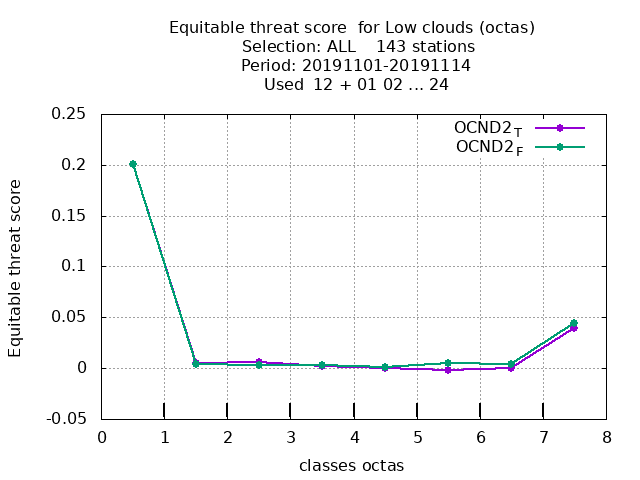 Equitable threat score  for Low clouds (octas)
Selection: ALL    143 stations
Period: 20191101-20191114
Used  12 + 01 02 ... 24
OCND2_T
OCND2_F
Equitable threat score
0.25
0.2
0.15
0.1
0.05
0
-0.05
0 1 2 3 4 5 6 7 8
classes octas